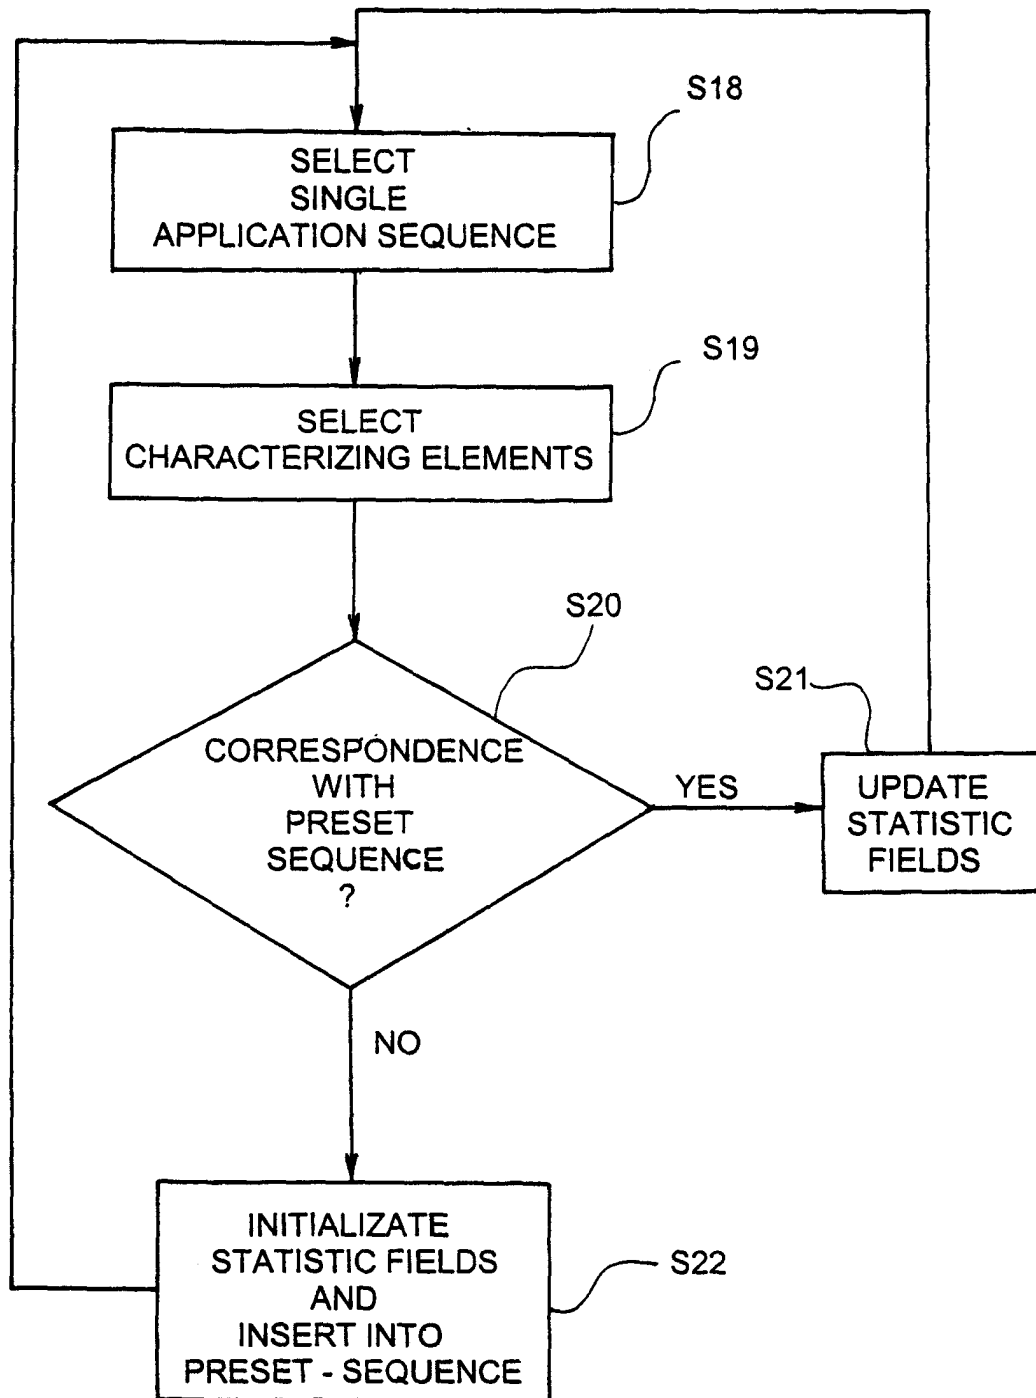 S18
SELECT
SINGLE
APPLICATION SEQUENCE
S19
SELECT
CHARACTERIZING ELEMENTS
S20
CORRESPONDENCE
WITH
PRESET
SEQUENCE
?
YES
S21
UPDATE
STATISTIC
FIELDS
NO
INITIALIZATE
STATISTIC FIELDS
AND
INSERT INTO
PRESET - SEQUENCE
S22